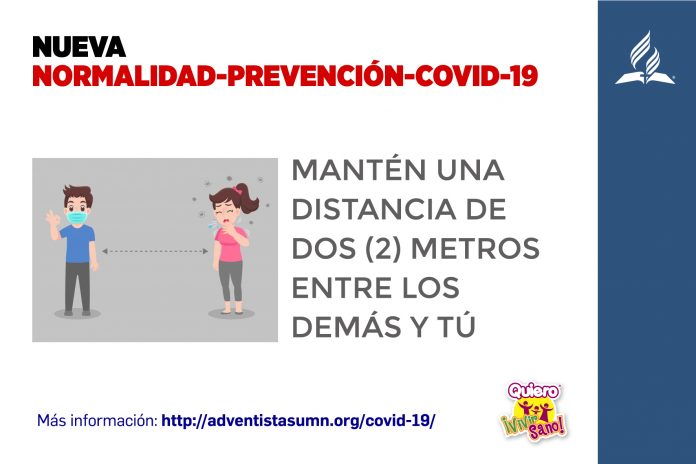 NUEVA
NORMALIDAD-PREVENCIÓN-COVID-19
MANTÉN UNA
DISTANCIA DE
DOS (2) METROS
ENTRE LOS
DEMÁS Y TÚ
Más información: http://adventistasumn.org/covid-19/
Quiero
¡Vivir
Sano!